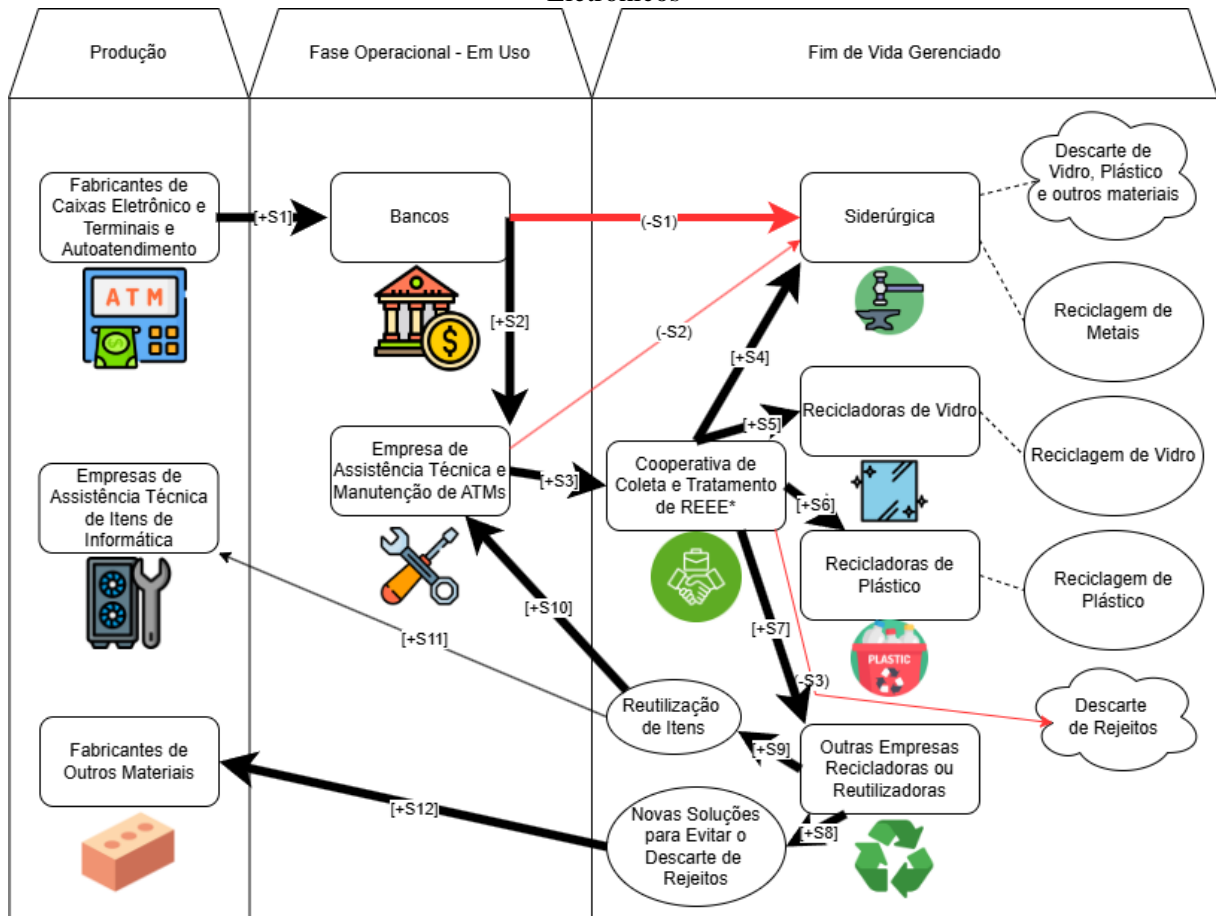 Eletrônicos
Produção
Fase Operacional - Em Uso
Fim de Vida Gerenciado
Fabricantes de
Caixas Eletrônico e
Terminais e
Autoatendimento
[+S1]
Bancos
(-S1)
Siderúrgica
Descarte de
Vidro, Plástico
e outros materiais
ATM
[+S2]
(-S2)
Reciclagem de
Metais
[+S4]
Recicladoras de Vidro
[+S5]
Reciclagem de Vidro
Empresa de
Assistência Técnica e
Manutenção de ATMs
[+S3]
Cooperativa de
Coleta e Tratamento
de REEE*
[+S6]
Empresas de
Assistência Técnica
de Itens de
Informática
Recicladoras de
Plástico
Reciclagem de
Plástico
PLASTIC
[+S10]
[+S11]
[+S7]
(-S3)
Reutilização
de Itens
[+S9]
Outras Empresas
Recicladoras ou
Reutilizadoras
Descarte
de Rejeitos
Fabricantes de
Outros Materiais
[+S12]
Novas Soluções
para Evitar o
Descarte de
Rejeitos
[+S8]